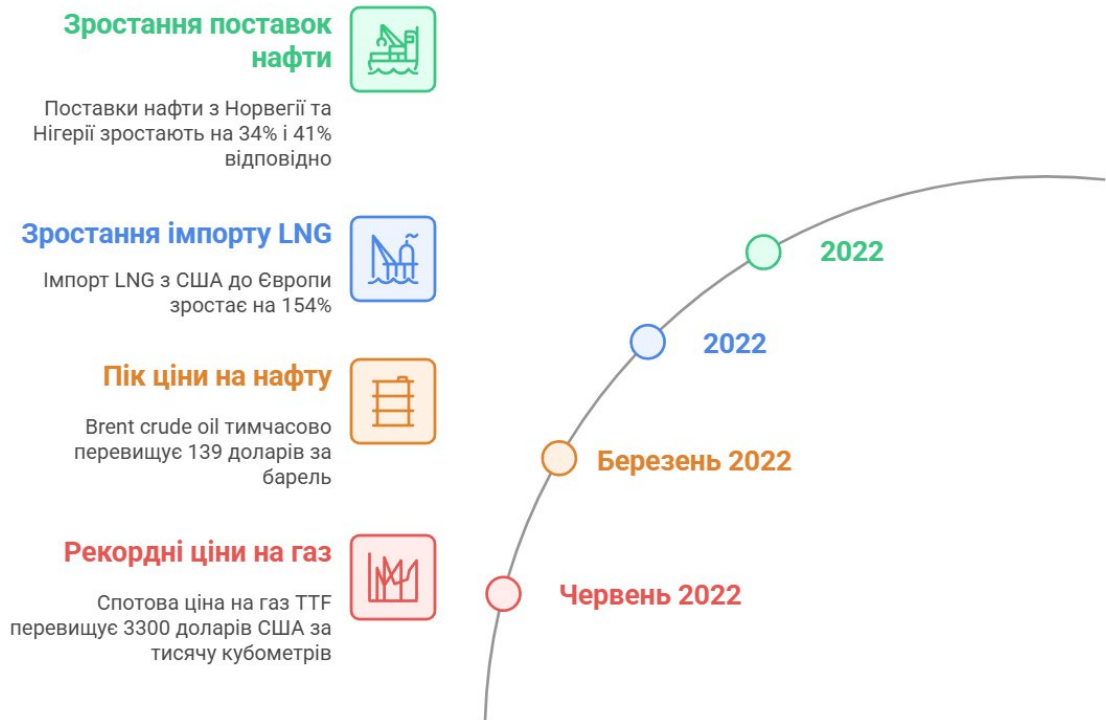 Зростання поставок
нафти
Поставки нафти з Норвегії та
Нігерії зростають на 34% і 41%
відповідно
2022
Зростання імпорту LNG
Імпорт LNG з США до Європи
зростає на 154%
2022
Пік ціни на нафту
Brent crude oil тимчасово
перевищує 139 доларів за
барель
Березень 2022
Рекордні ціни на газ
Спотова ціна на газ TTF
перевищує 3300 доларів США за
тисячу кубометрів
Червень 2022